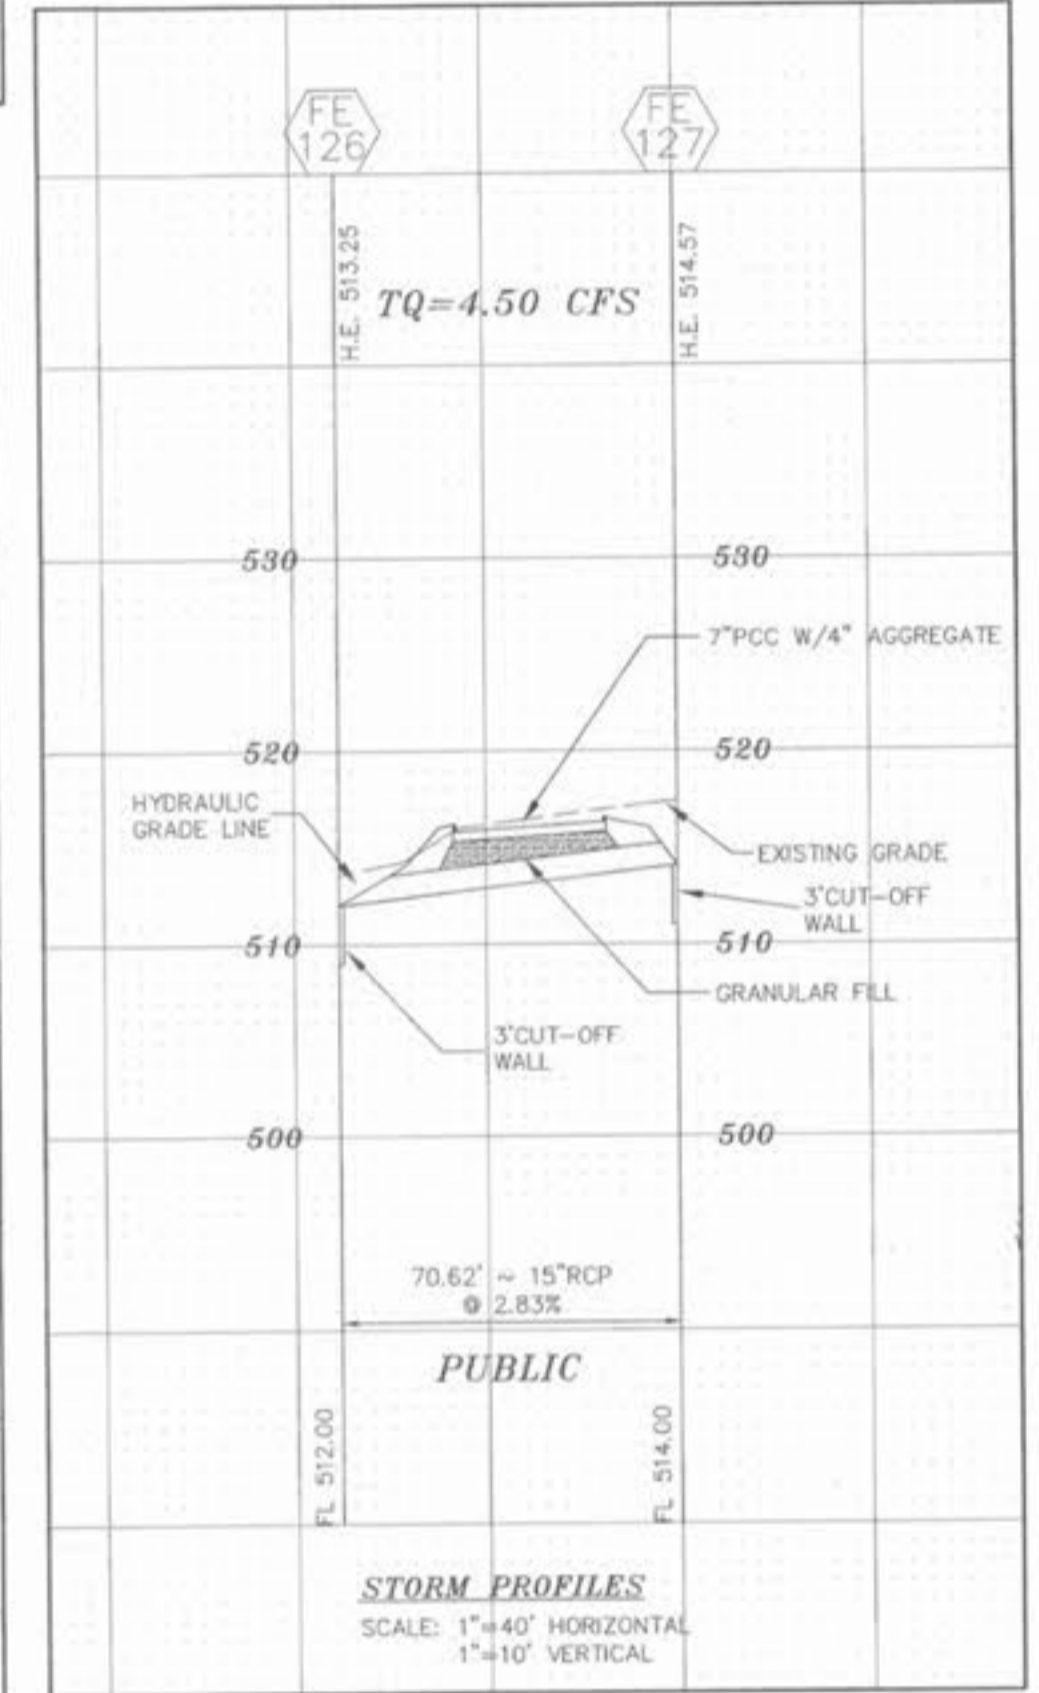 FE
126
FE
127
H.E. 513.25
H.E. 514.57
TQ=4.50 CFS
530
530
7"PCC W/4" AGGREGATE
520
520
HYDRAULIC
GRADE LINE
EXISTING GRADE
3'CUT-OFF
WALL
510
510
GRANULAR FILL
3'CUT-OFF
WALL
500
500
70.62' ~ 15"RCP
@ 2.83%
PUBLIC
FL 512.00
FL 514.00
STORM PROFILES
SCALE: 1"=40' HORIZONTAL
1"=10' VERTICAL